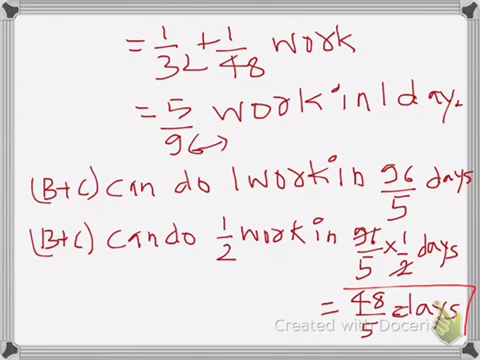 = 1/32 + 1/48 work
= 5/96 work in 1 day.
(B+C) can do 1 work in 96/5 days
(B+C) can do 1/2 work in 96/5 × 1/2 days
= 48/5 days
Created with Doceri